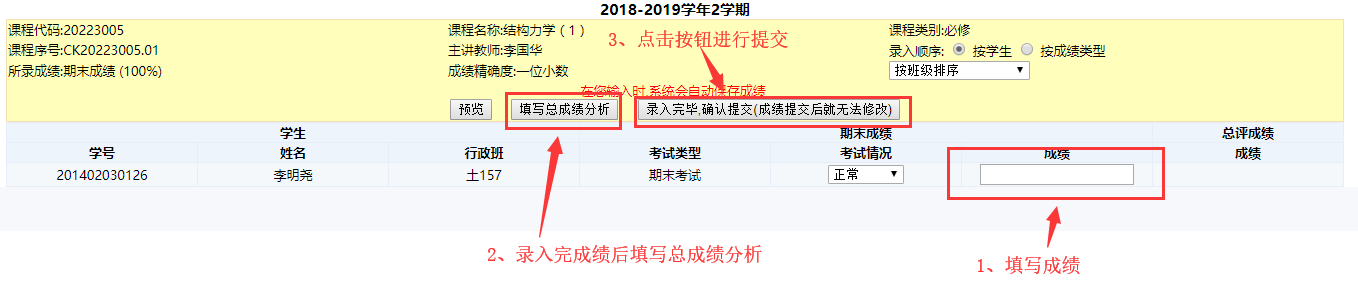 2018-2019学年2学期
课程代码:20223005 课程名称:结构力学（1） 课程类别:必修
3、点击按钮进行提交
课程序号:CK20223005.01 主讲教师:李国华 录入顺序: 按学生 按成绩类型
所录成绩:期末成绩 (100%) 成绩精确度:一位小数 按班级排序
在您输入时,系统会自动保存成绩
预览 填写总成绩分析 录入完毕,确认提交(成绩提交后就无法修改)
学生 期末成绩 总评成绩
学号 姓名 行政班 考试类型 考试情况 成绩 成绩
201402030126 李明尧 土157 期末考试 正常
2、录入完成绩后填写总成绩分析
1、填写成绩